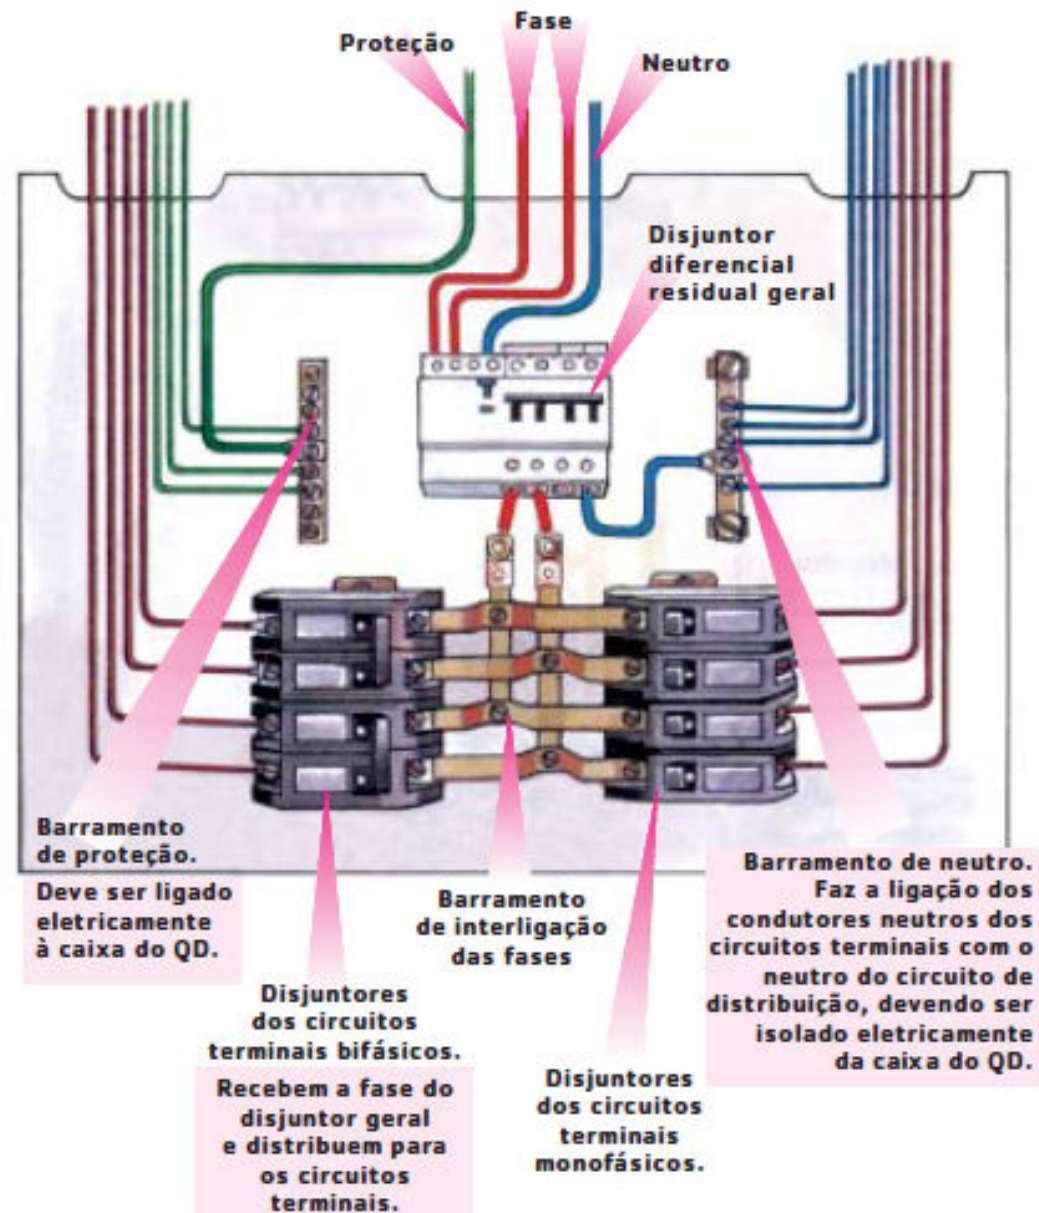 Fase
Proteção
Neutro
Disjuntor
diferencial
residual geral
Barramento
de proteção.
Deve ser ligado
eletricamente
à caixa do QD.
Disjuntores
dos circuitos
terminais bifásicos.
Recebem a fase do
disjuntor geral
e distribuem para
os circuitos
terminais.
Barramento
de interligação
das fases
Disjuntores
dos circuitos
terminais
monofásicos.
Barramento de neutro.
Faz a ligação dos
condutores neutros dos
circuitos terminais com o
neutro do circuito de
distribuição, devendo ser
isolado eletricamente
da caixa do QD.